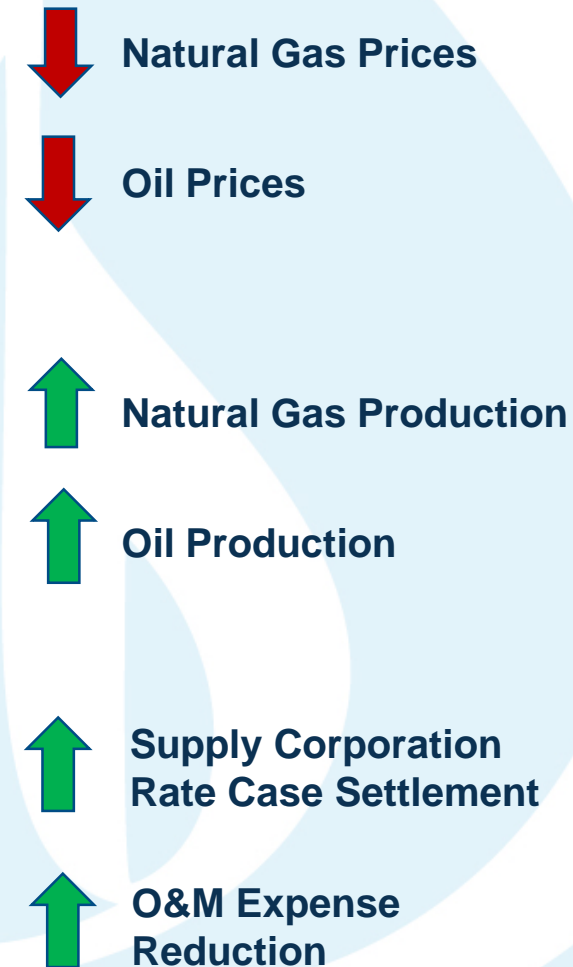 Natural Gas Prices
Oil Prices
Natural Gas Production
Oil Production
Supply Corporation
Rate Case Settlement
O&M Expense
Reduction